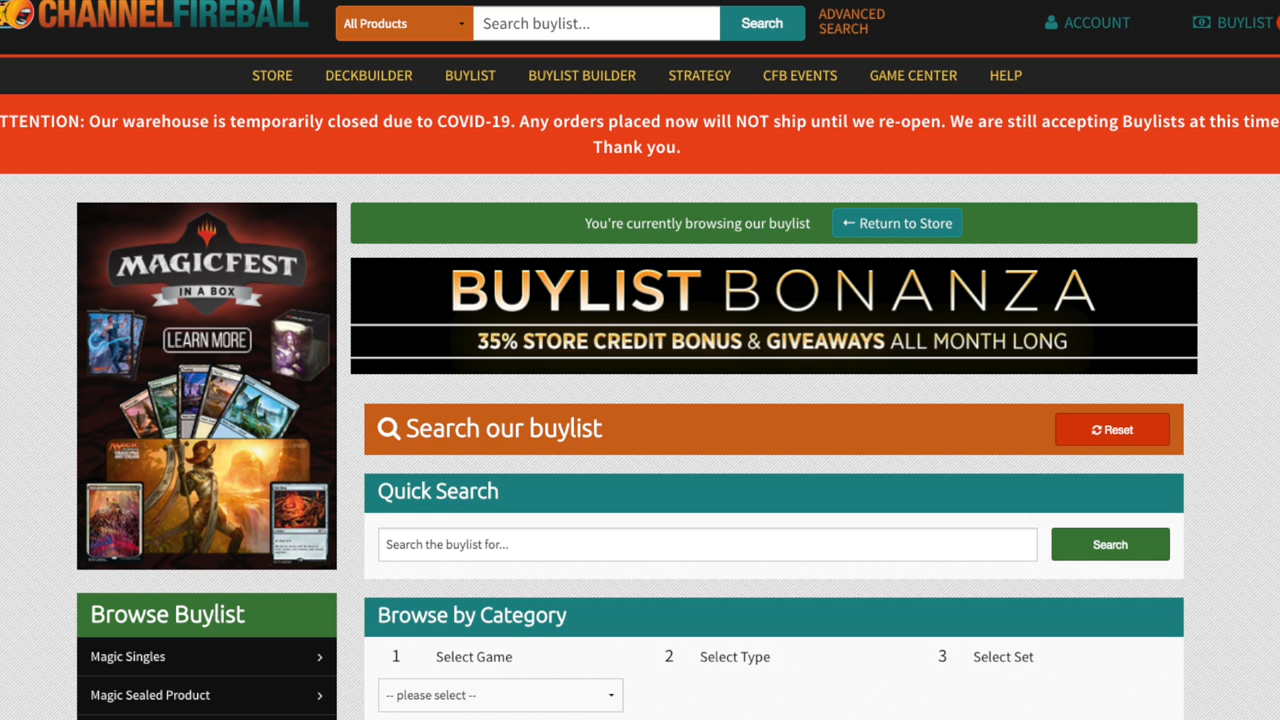 CHANNELFIREBALL
All Products
Search buylist...
Search
ADVANCED
SEARCH
ACCOUNT
BUYLIST
STORE
DECKBUILDER
BUYLIST
BUYLIST BUILDER
STRATEGY
CFB EVENTS
GAME CENTER
HELP
TTENTION: Our warehouse is temporarily closed due to COVID-19. Any orders placed now will NOT ship until we re-open. We are still accepting Buylists at this time
Thank you.
MAGICFEST
IN A BOX
LEARN MORE
MAGIC
You're currently browsing our buylist
← Return to Store
BUYLIST BONANZA
35% STORE CREDIT BONUS & GIVEAWAYS ALL MONTH LONG
Search our buylist
Reset
Quick Search
Search the buylist for...
Search
Browse Buylist
Magic Singles
Magic Sealed Product
Browse by Category
1 Select Game
2 Select Type
3 Select Set
-- please select --